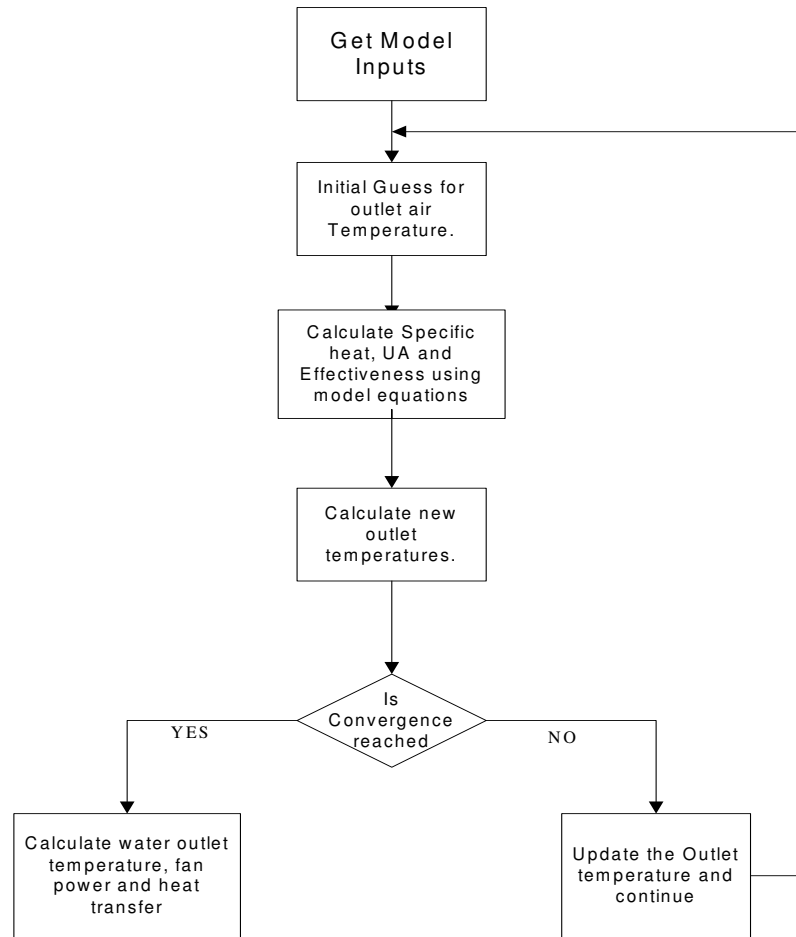 Get Model
Inputs
Initial Guess for
outlet air
Temperature.
Calculate Specific
heat, UA and
Effectiveness using
model equations
Calculate new
outlet
temperatures.
Is
Convergence
reached
YES
NO
Calculate water outlet
temperature, fan
power and heat
transfer
Update the Outlet
temperature and
continue